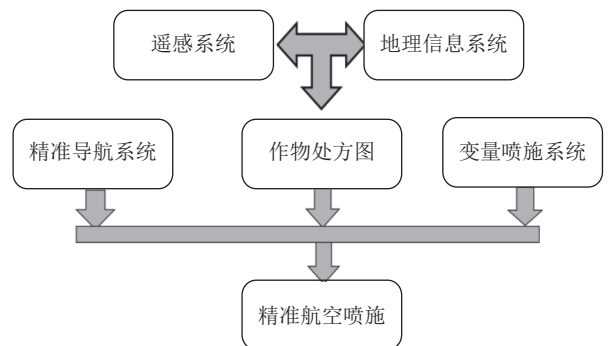 遥感系统
地理信息系统
精准导航系统
作物处方图
变量喷施系统
精准航空喷施